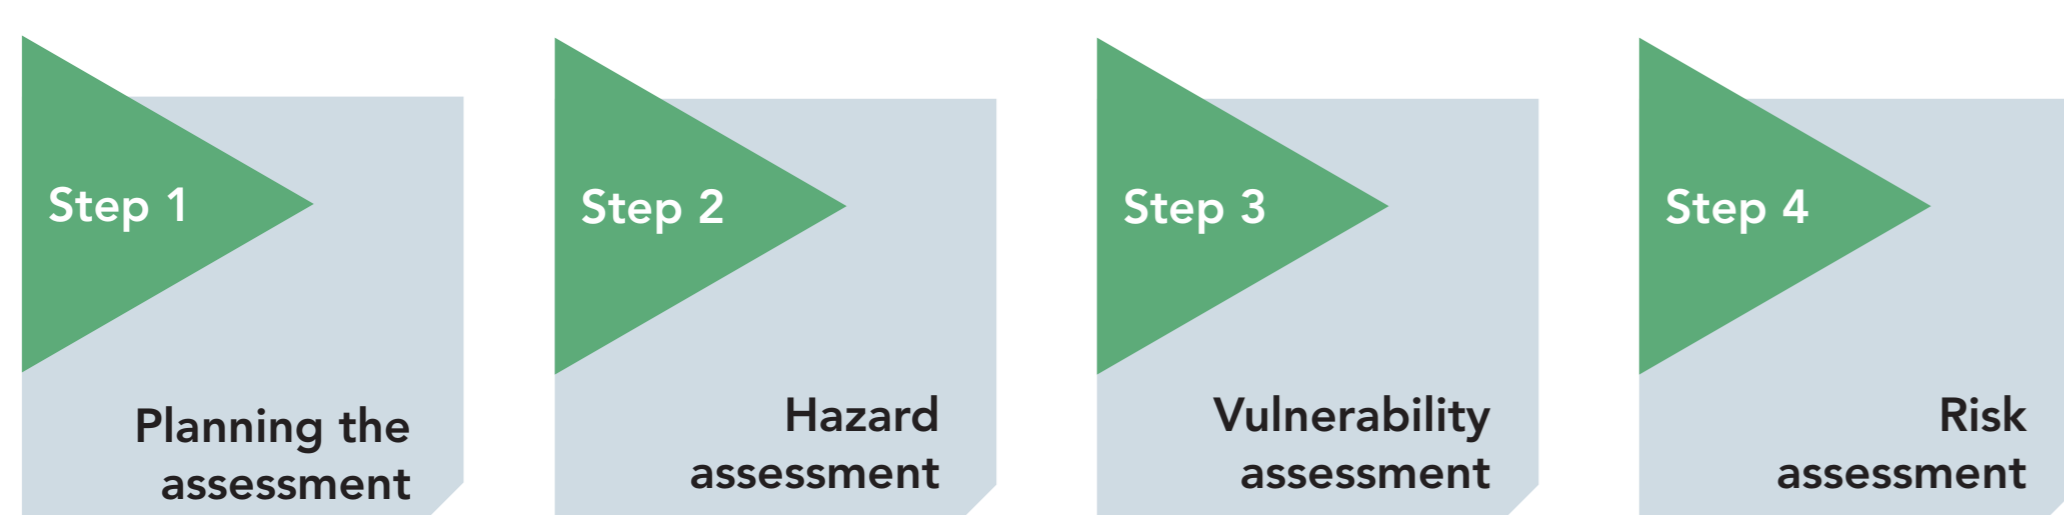 Step 1
Planning the
assessment
Step 2
Hazard
assessment
Step 3
Vulnerability
assessment
Step 4
Risk
assessment